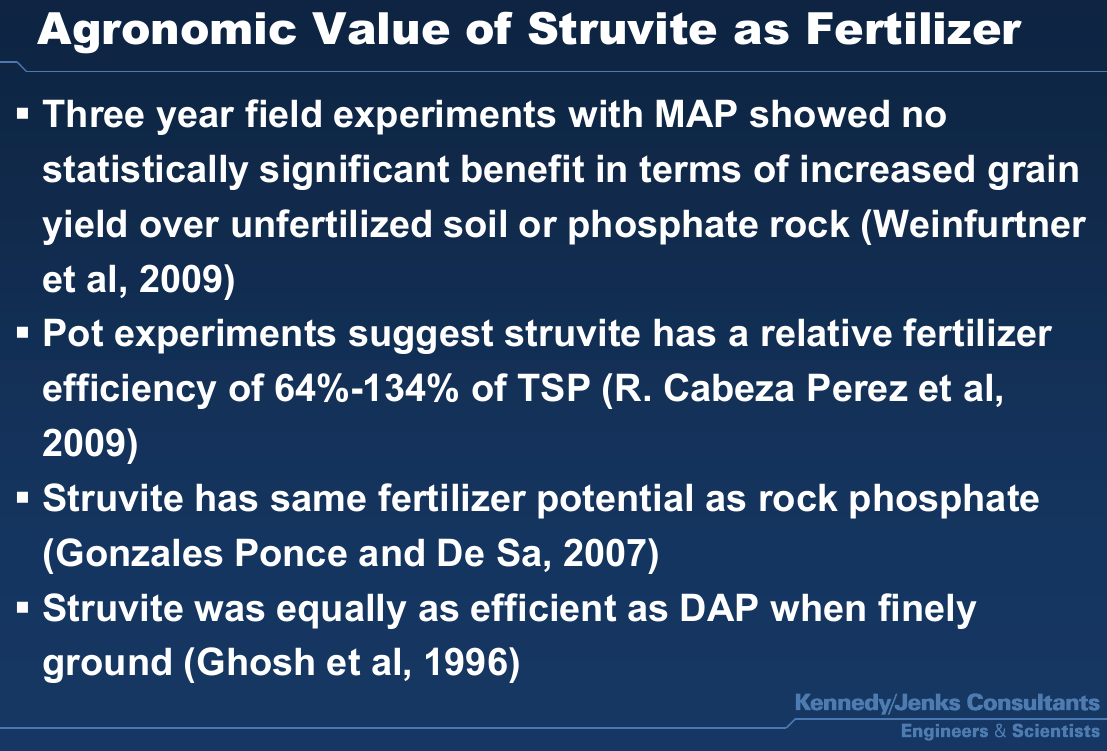 Agronomic Value of Struvite as Fertilizer
▪ Three year field experiments with MAP showed no
statistically significant benefit in terms of increased grain
yield over unfertilized soil or phosphate rock (Weinfurtner
et al, 2009)
▪ Pot experiments suggest struvite has a relative fertilizer
efficiency of 64%-134% of TSP (R. Cabeza Perez et al,
2009)
▪ Struvite has same fertilizer potential as rock phosphate
(Gonzales Ponce and De Sa, 2007)
▪ Struvite was equally as efficient as DAP when finely
ground (Ghosh et al, 1996)
Kennedy/Jenks Consultants
Engineers & Scientists